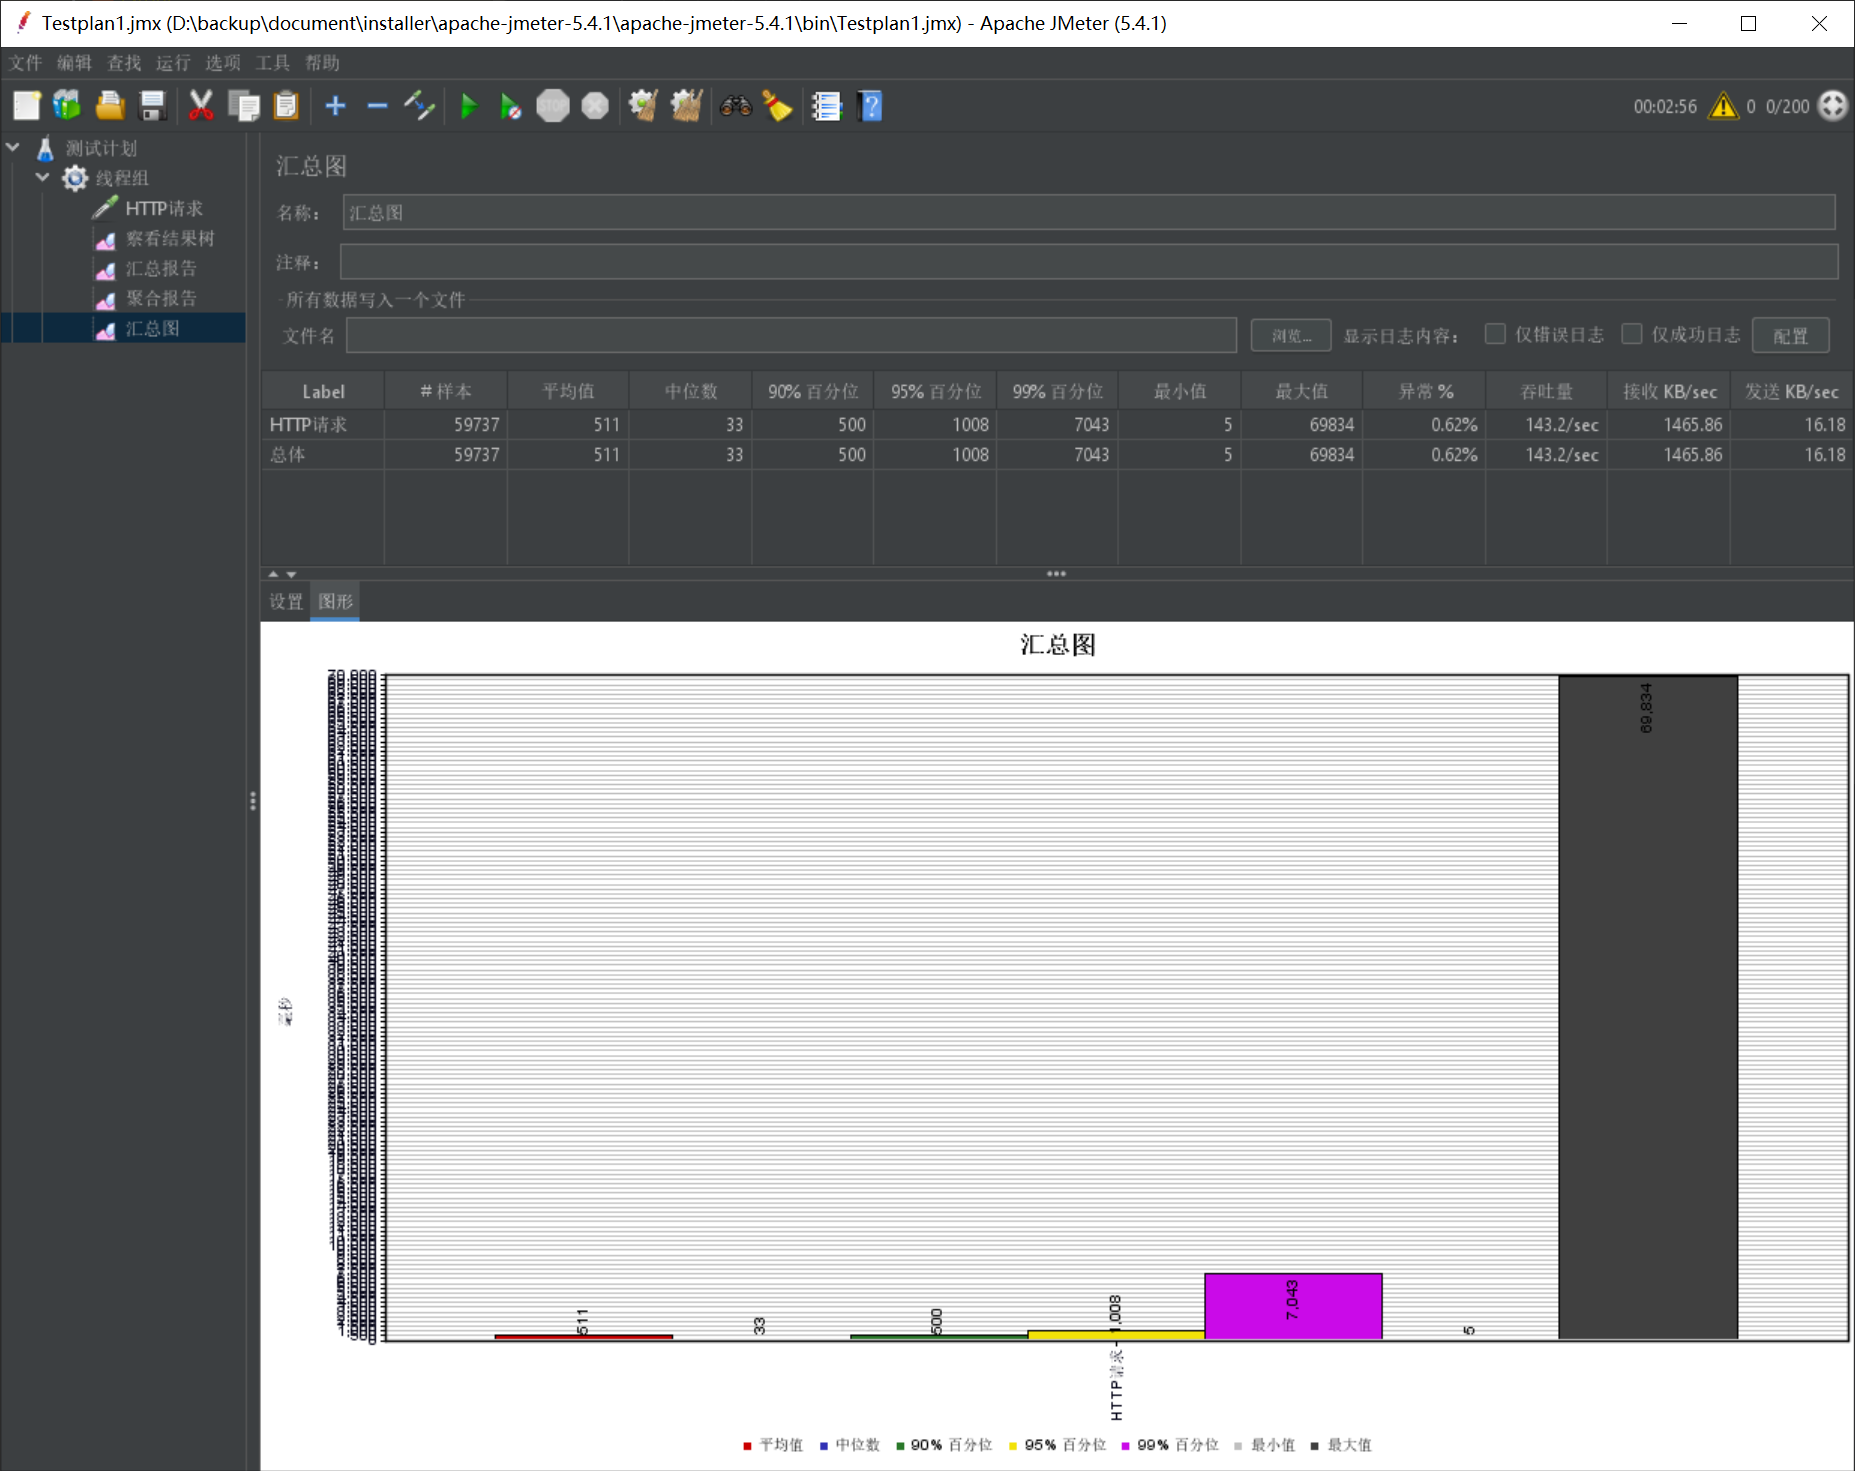 Testplan1.jmx (D:\backup\document\installer\apache-jmeter-5.4.1\apache-jmeter-5.4.1\bin\Testplan1.jmx) - Apache JMeter (5.4.1)
文件 编辑 查找 运行 选项 工具 帮助
STOP 00:02:56 0 0/200
测试计划
线程组
HTTP请求
察看结果树
汇总报告
聚合报告
汇总图
汇总图
名称： 汇总图
注释：
所有数据写入一个文件
文件名 浏览... 显示日志内容： 仅错误日志 仅成功日志 配置
Label # 样本 平均值 中位数 90% 百分位 95% 百分位 99% 百分位 最小值 最大值 异常 % 吞吐量 接收 KB/sec 发送 KB/sec
HTTP请求 59737 511 33 500 1008 7043 5 69834 0.62% 143.2/sec 1465.86 16.18
总体 59737 511 33 500 1008 7043 5 69834 0.62% 143.2/sec 1465.86 16.18
设置 图形
汇总图
毫秒
511 33 500 1,008 7,043 5 69,834
HTTP请求
平均值 中位数 90% 百分位 95% 百分位 99% 百分位 最小值 最大值